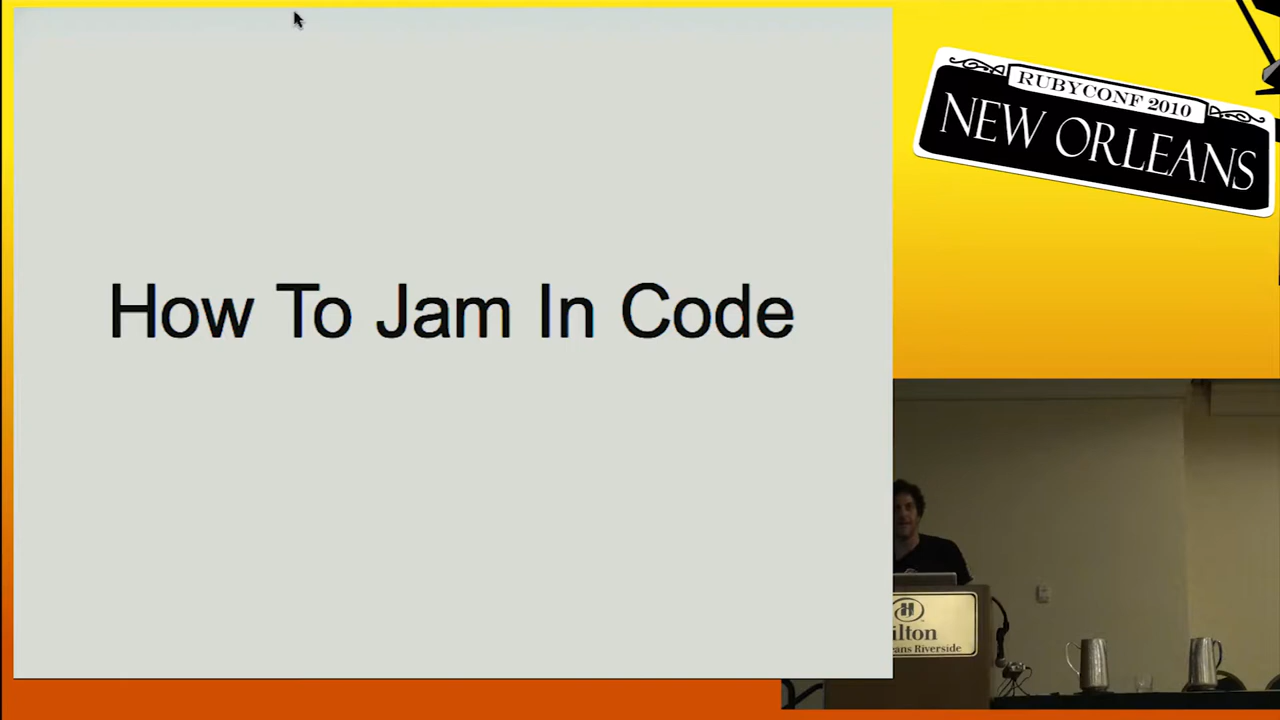 How To Jam In Code
RUBYCONF 2010
NEW ORLEANS
ilton
eans Riverside